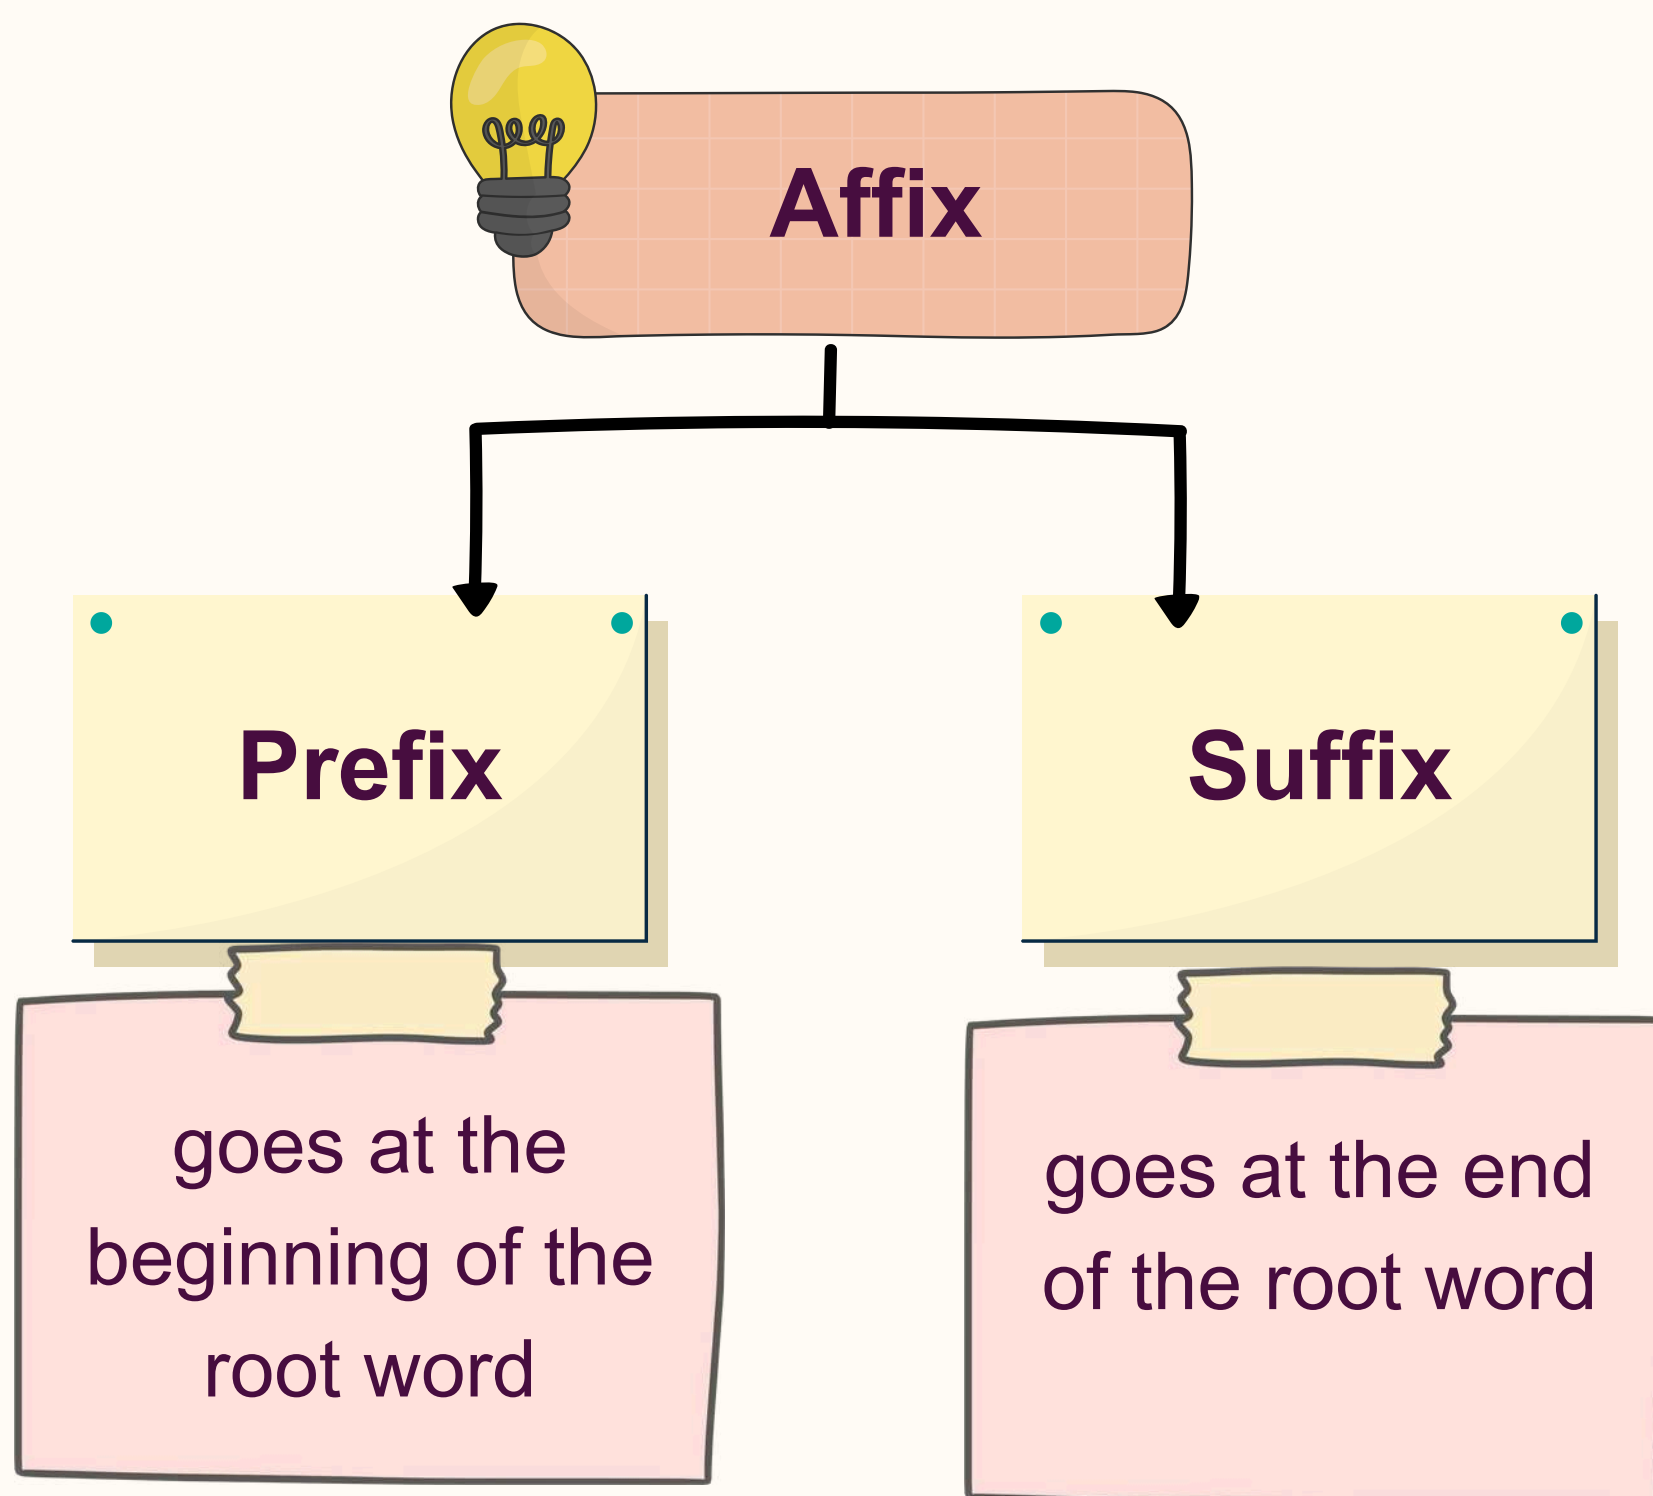 Affix
Prefix
Suffix
goes at the
beginning of the
root word
goes at the end
of the root word